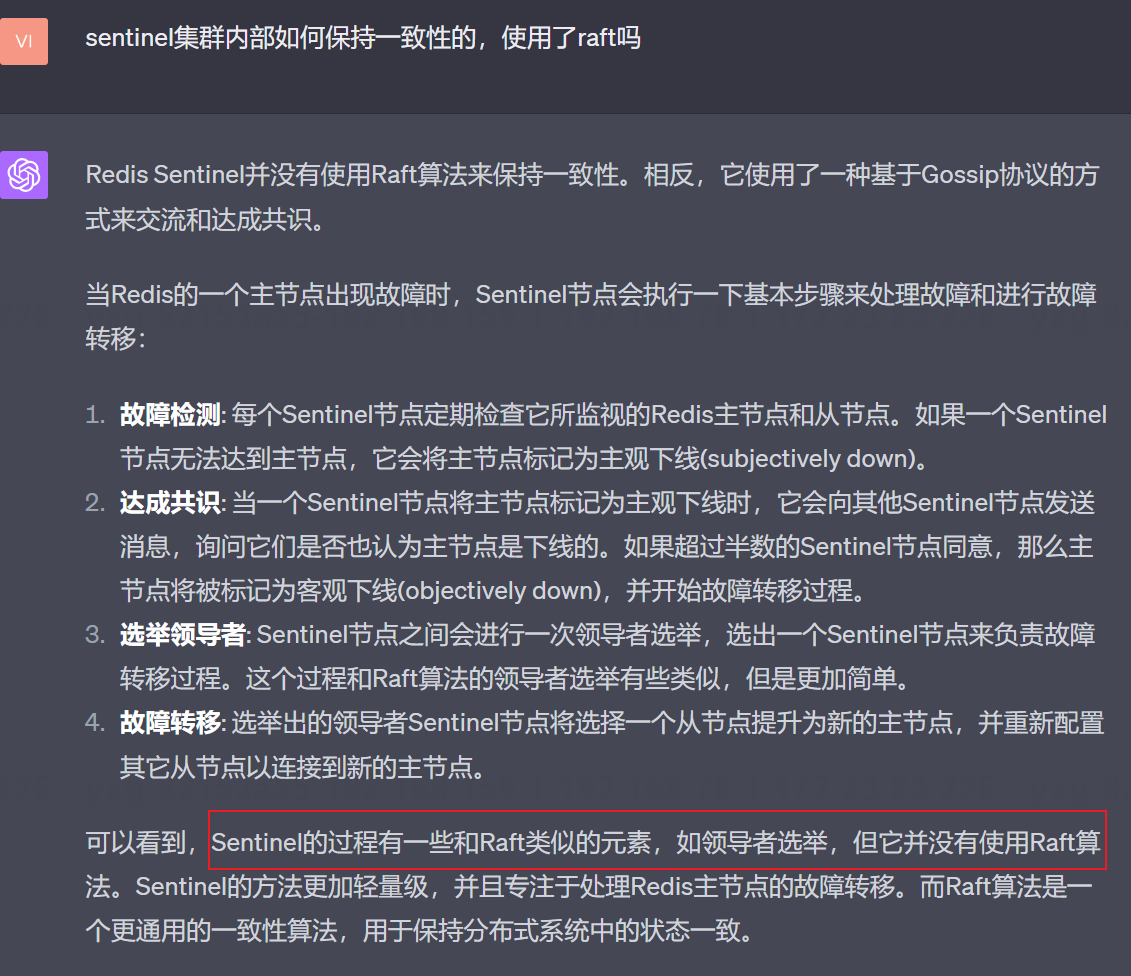 VI
sentinel集群内部如何保持一致性的，使用了raft吗
Redis Sentinel并没有使用Raft算法来保持一致性。相反，它使用了一种基于Gossip协议的方
式来交流和达成共识。
当Redis的一个主节点出现故障时，Sentinel节点会执行一下基本步骤来处理故障和进行故障
转移：
1. 故障检测: 每个Sentinel节点定期检查它所监视的Redis主节点和从节点。如果一个Sentinel
节点无法达到主节点，它会将主节点标记为主观下线(subjectively down)。
2. 达成共识: 当一个Sentinel节点将主节点标记为主观下线时，它会向其他Sentinel节点发送
消息，询问它们是否也认为主节点是下线的。如果超过半数的Sentinel节点同意，那么主
节点将被标记为客观下线(objectively down)，并开始故障转移过程。
3. 选举领导者: Sentinel节点之间会进行一次领导者选举，选出一个Sentinel节点来负责故障
转移过程。这个过程和Raft算法的领导者选举有些类似，但是更加简单。
4. 故障转移: 选举出的领导者Sentinel节点将选择一个从节点提升为新的主节点，并重新配置
其它从节点以连接到新的主节点。
可以看到，Sentinel的过程有一些和Raft类似的元素，如领导者选举，但它并没有使用Raft算
法。Sentinel的方法更加轻量级，并且专注于处理Redis主节点的故障转移。而Raft算法是一
个更通用的一致性算法，用于保持分布式系统中的状态一致。